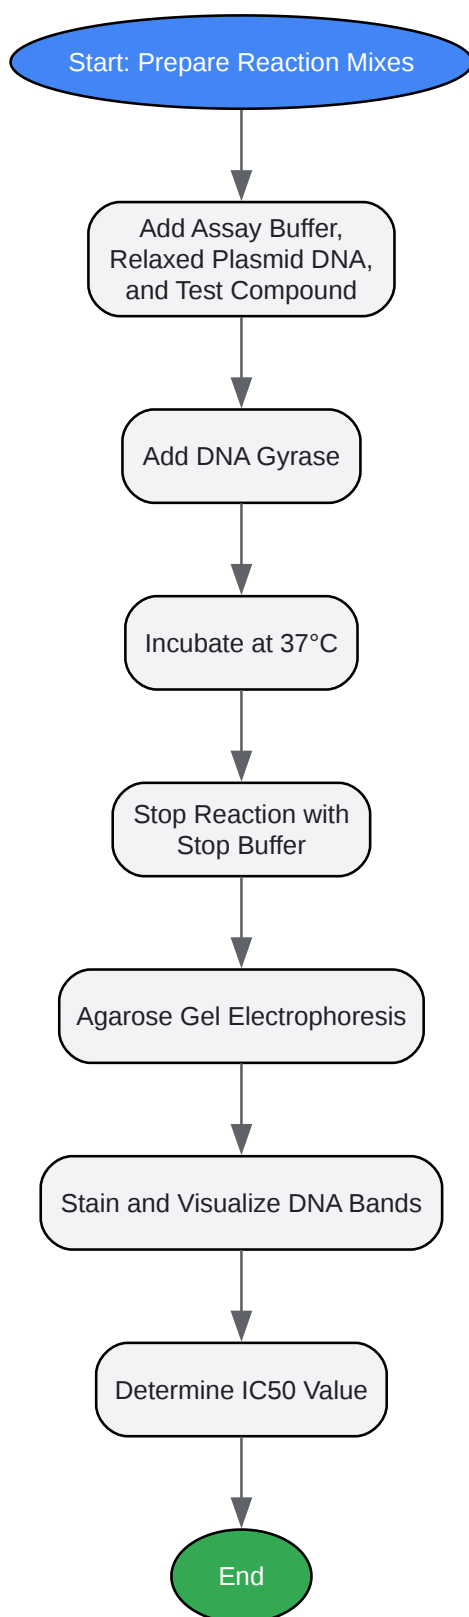 Start: Prepare Reaction Mixes
Add Assay Buffer,
Relaxed Plasmid DNA,
and Test Compound
Add DNA Gyrase
Incubate at 37°C
Stop Reaction with
Stop Buffer
Agarose Gel Electrophoresis
Stain and Visualize DNA Bands
Determine IC50 Value
End